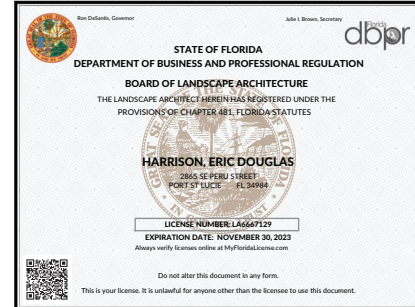 Ron DeSantis, Governor
Julie I. Brown, Secretary
Florida
dbpr
STATE OF FLORIDA
DEPARTMENT OF BUSINESS AND PROFESSIONAL REGULATION
BOARD OF LANDSCAPE ARCHITECTURE
THE LANDSCAPE ARCHITECT HEREIN HAS REGISTERED UNDER THE
PROVISIONS OF CHAPTER 481, FLORIDA STATUTES
HARRISON, ERIC DOUGLAS
2865 SE PERU STREET
PORT ST LUCIE FL 34984
LICENSE NUMBER: LA6667129
EXPIRATION DATE: NOVEMBER 30, 2023
Always verify licenses online at MyFloridaLicense.com
Do not alter this document in any form.
This is your license. It is unlawful for anyone other than the licensee to use this document.